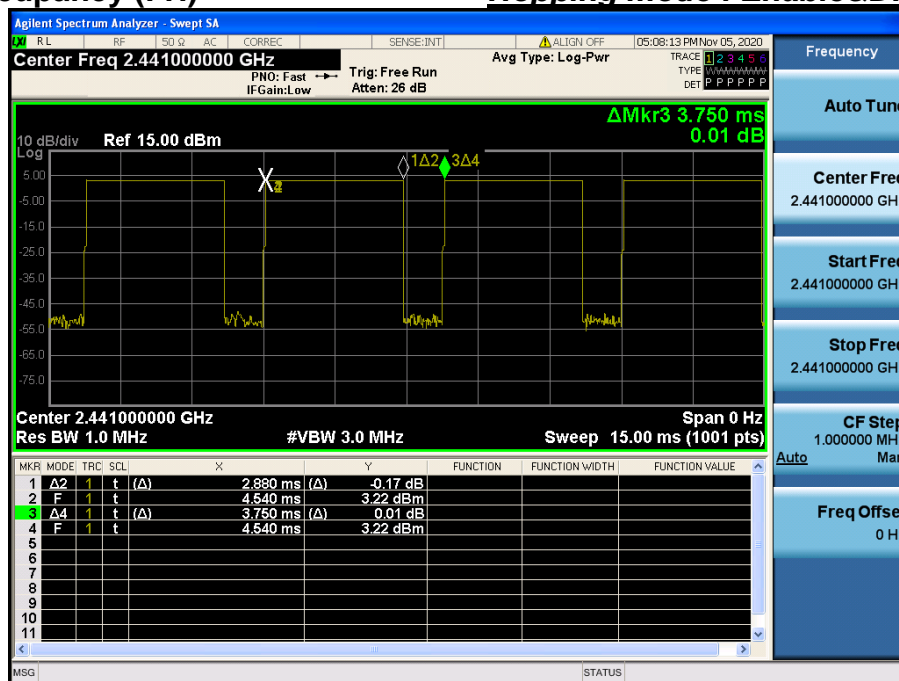 Agilent Spectrum Analyzer - Swept SA
LXI RL RF 50 Ω AC CORREC SENSE:INT ALIGN OFF 05:08:13 PM Nov 05, 2020
Center Freq 2.441000000 GHz
PNO: Fast
IFGain:Low
Trig: Free Run
Atten: 26 dB
Avg Type: Log-Pwr
TRACE 1 2 3 4 5 6
TYPE WWWWWW
DET P P P P P P
ΔMkr3 3.750 ms
0.01 dB
10 dB/div Ref 15.00 dBm
Log
1Δ2 3Δ4
5.00
-5.00
-15.0
-25.0
-35.0
-45.0
-55.0
-65.0
-75.0
Center 2.441000000 GHz Span 0 Hz
Res BW 1.0 MHz #VBW 3.0 MHz Sweep 15.00 ms (1001 pts)
MKR MODE TRC SCL X Y FUNCTION FUNCTION WIDTH FUNCTION VALUE
1 Δ2 1 t (Δ) 2.880 ms (Δ) -0.17 dB
2 F 1 t 4.540 ms 3.22 dBm
3 Δ4 1 t (Δ) 3.750 ms (Δ) 0.01 dB
4 F 1 t 4.540 ms 3.22 dBm
5
6
7
8
9
10
11
MSG STATUS
Frequency
Auto Tune
Center Freq
2.441000000 GH
Start Freq
2.441000000 GH
Stop Freq
2.441000000 GH
CF Step
1.000000 MH
Auto Man
Freq Offse
0 H